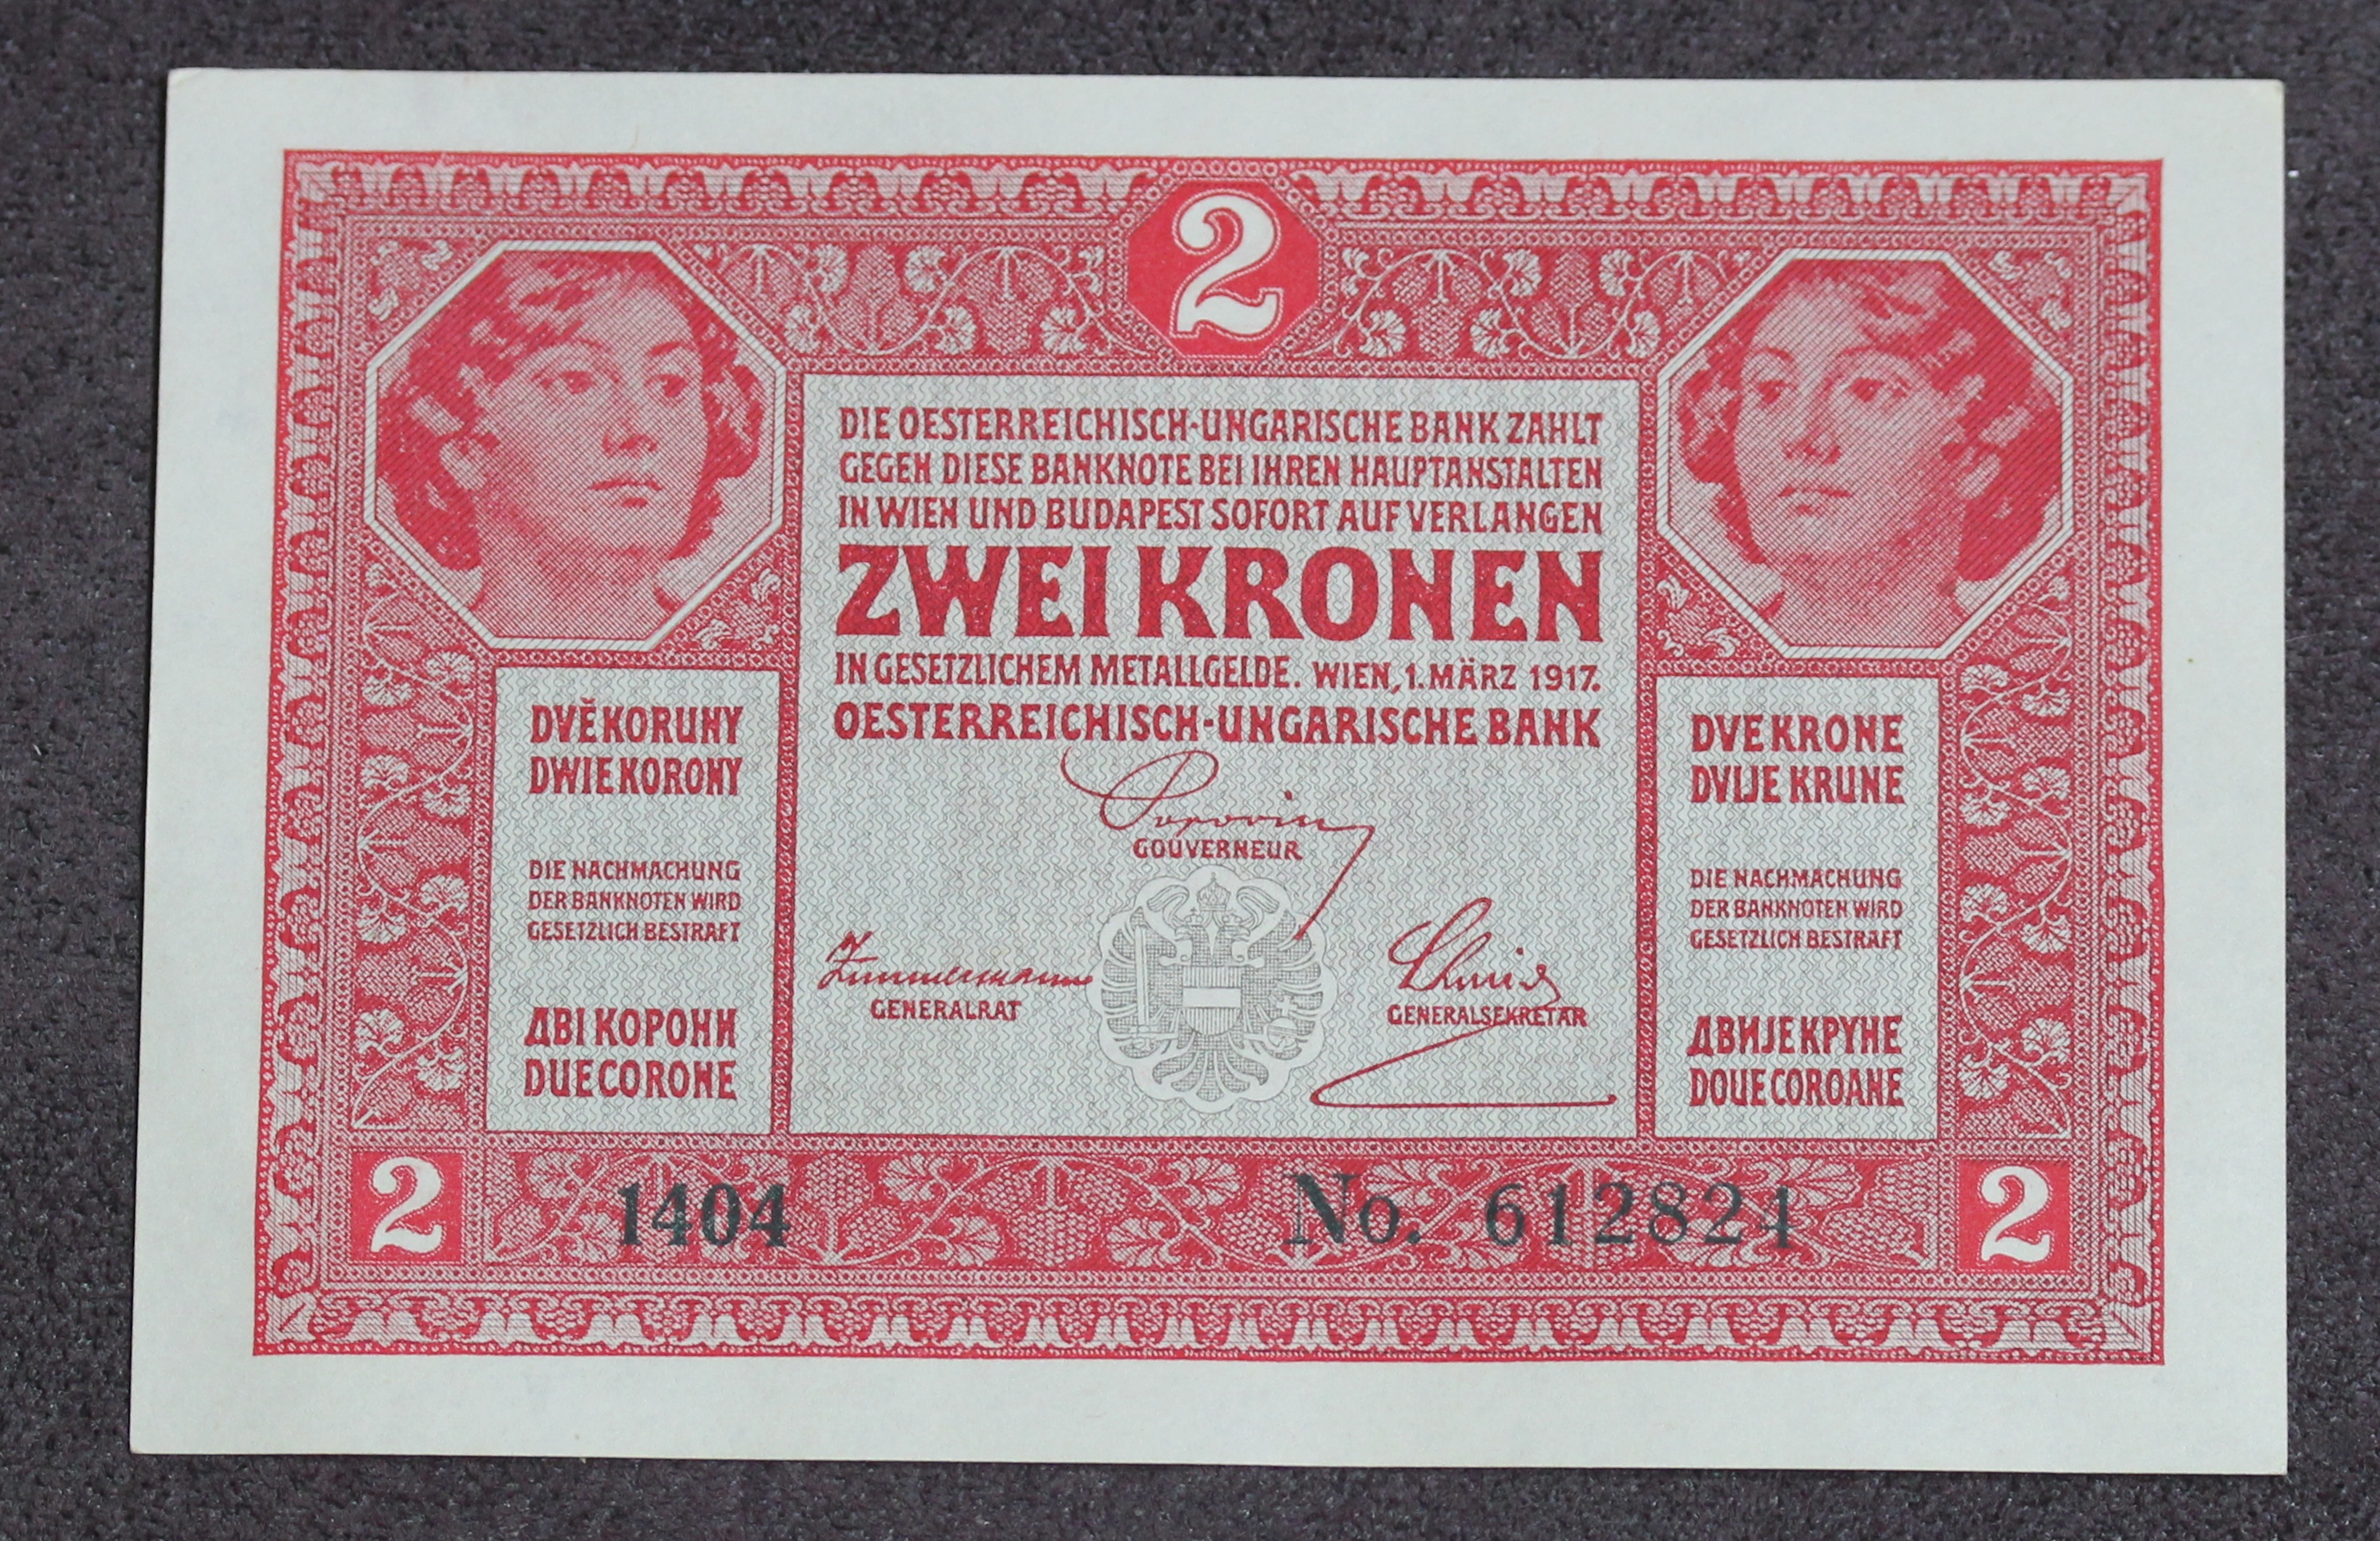 2
DIE OESTERREICHISCH-UNGARISCHE BANK ZAHLT
GEGEN DIESE BANKNOTE BEI IHREN HAUPTANSTALTEN
IN WIEN UND BUDAPEST SOFORT AUF VERLANGEN
ZWEI KRONEN
IN GESETZLICHEM METALLGELDE. WIEN, 1. MÄRZ 1917.
OESTERREICHISCH-UNGARISCHE BANK
Popovics
GOUVERNEUR
Zimmermann
GENERALRAT
Schmid
GENERALSEKRETÄR
DVĚ KORUNY
DWIE KORONY
DIE NACHMACHUNG
DER BANKNOTEN WIRD
GESETZLICH BESTRAFT
ДВІ КОРОНИ
DUE CORONE
DVE KRONE
DVIJE KRUNE
DIE NACHMACHUNG
DER BANKNOTEN WIRD
GESETZLICH BESTRAFT
ДВИЈЕ КРУНЕ
DOUE COROANE
2
1404
No. 612824
2